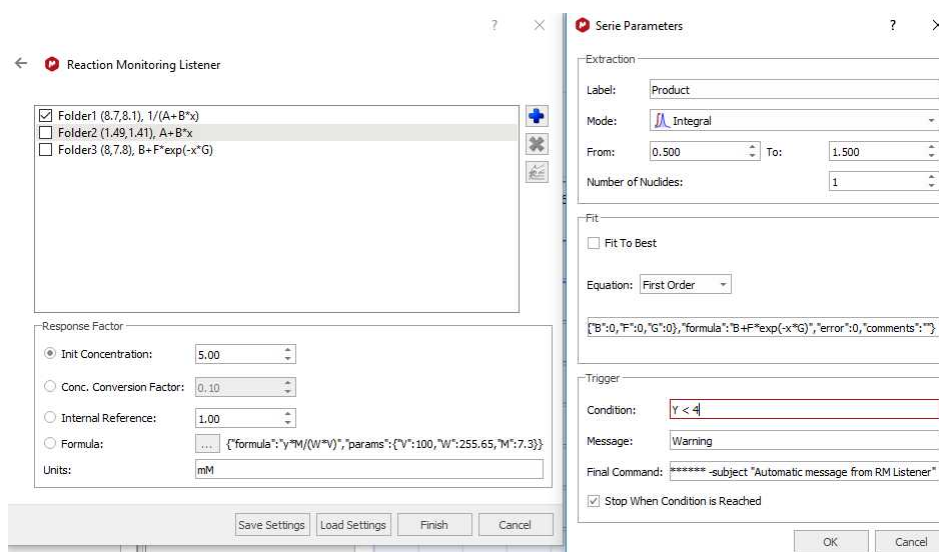 ?
Reaction Monitoring Listener
Folder1 (8.7,8.1), 1/(A+B*x)
Folder2 (1.49,1.41), A+B*x
Folder3 (8,7.8), B+F*exp(-x*G)
Response Factor
Init Concentration: 5.00
Conc. Conversion Factor: 0.10
Internal Reference: 1.00
Formula: ... {"formula":"y*M/(W*V)","params":{"V":100,"W":255.65,"M":7.3}}
Units: mM
Save Settings Load Settings Finish Cancel
Serie Parameters ?
Extraction
Label: Product
Mode: Integral
From: 0.500 To: 1.500
Number of Nuclides: 1
Fit
Fit To Best
Equation: First Order
{"B":0,"F":0,"G":0},"formula":"B+F*exp(-x*G)","error":0,"comments":""}
Trigger
Condition: Y < 4
Message: Warning
Final Command: ****** -subject "Automatic message from RM Listener"
Stop When Condition is Reached
OK Cancel